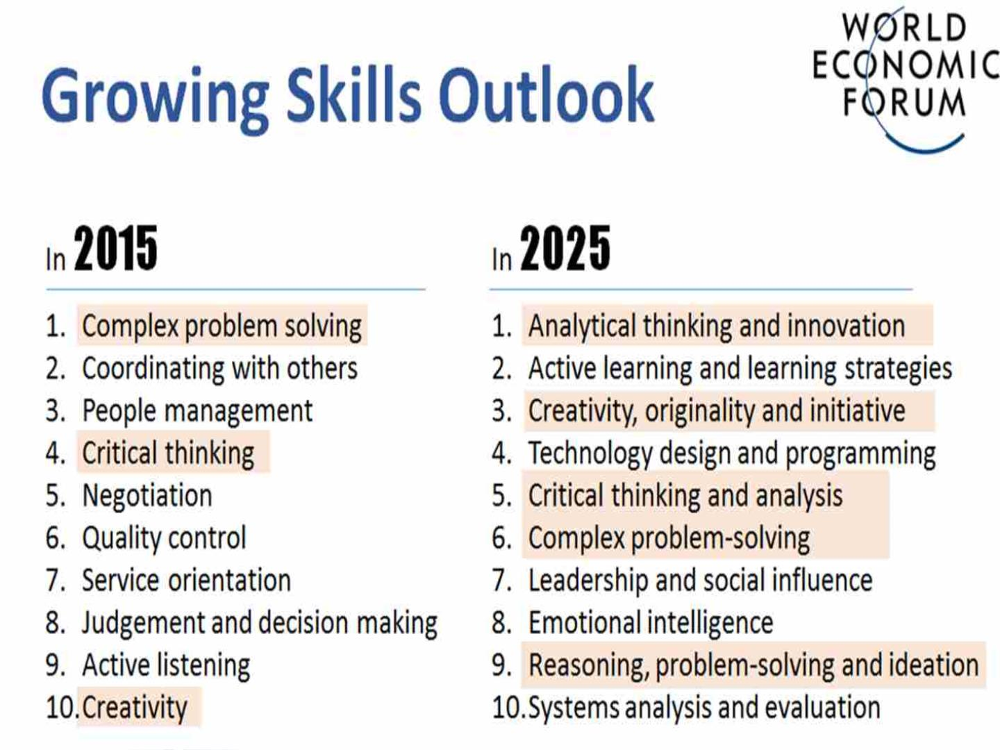 WORLD
ECONOMIC
FORUM
Growing Skills Outlook
In 2015
1. Complex problem solving
2. Coordinating with others
3. People management
4. Critical thinking
5. Negotiation
6. Quality control
7. Service orientation
8. Judgement and decision making
9. Active listening
10.Creativity
In 2025
1. Analytical thinking and innovation
2. Active learning and learning strategies
3. Creativity, originality and initiative
4. Technology design and programming
5. Critical thinking and analysis
6. Complex problem-solving
7. Leadership and social influence
8. Emotional intelligence
9. Reasoning, problem-solving and ideation
10.Systems analysis and evaluation